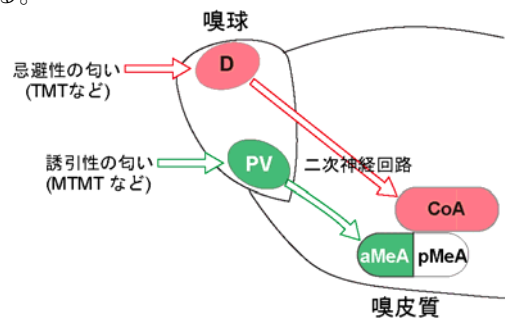 る。
嗅球
D
忌避性の匂い
(TMTなど)
PV
誘引性の匂い
(MTMT など)
二次神経回路
CoA
aMeA pMeA
嗅皮質